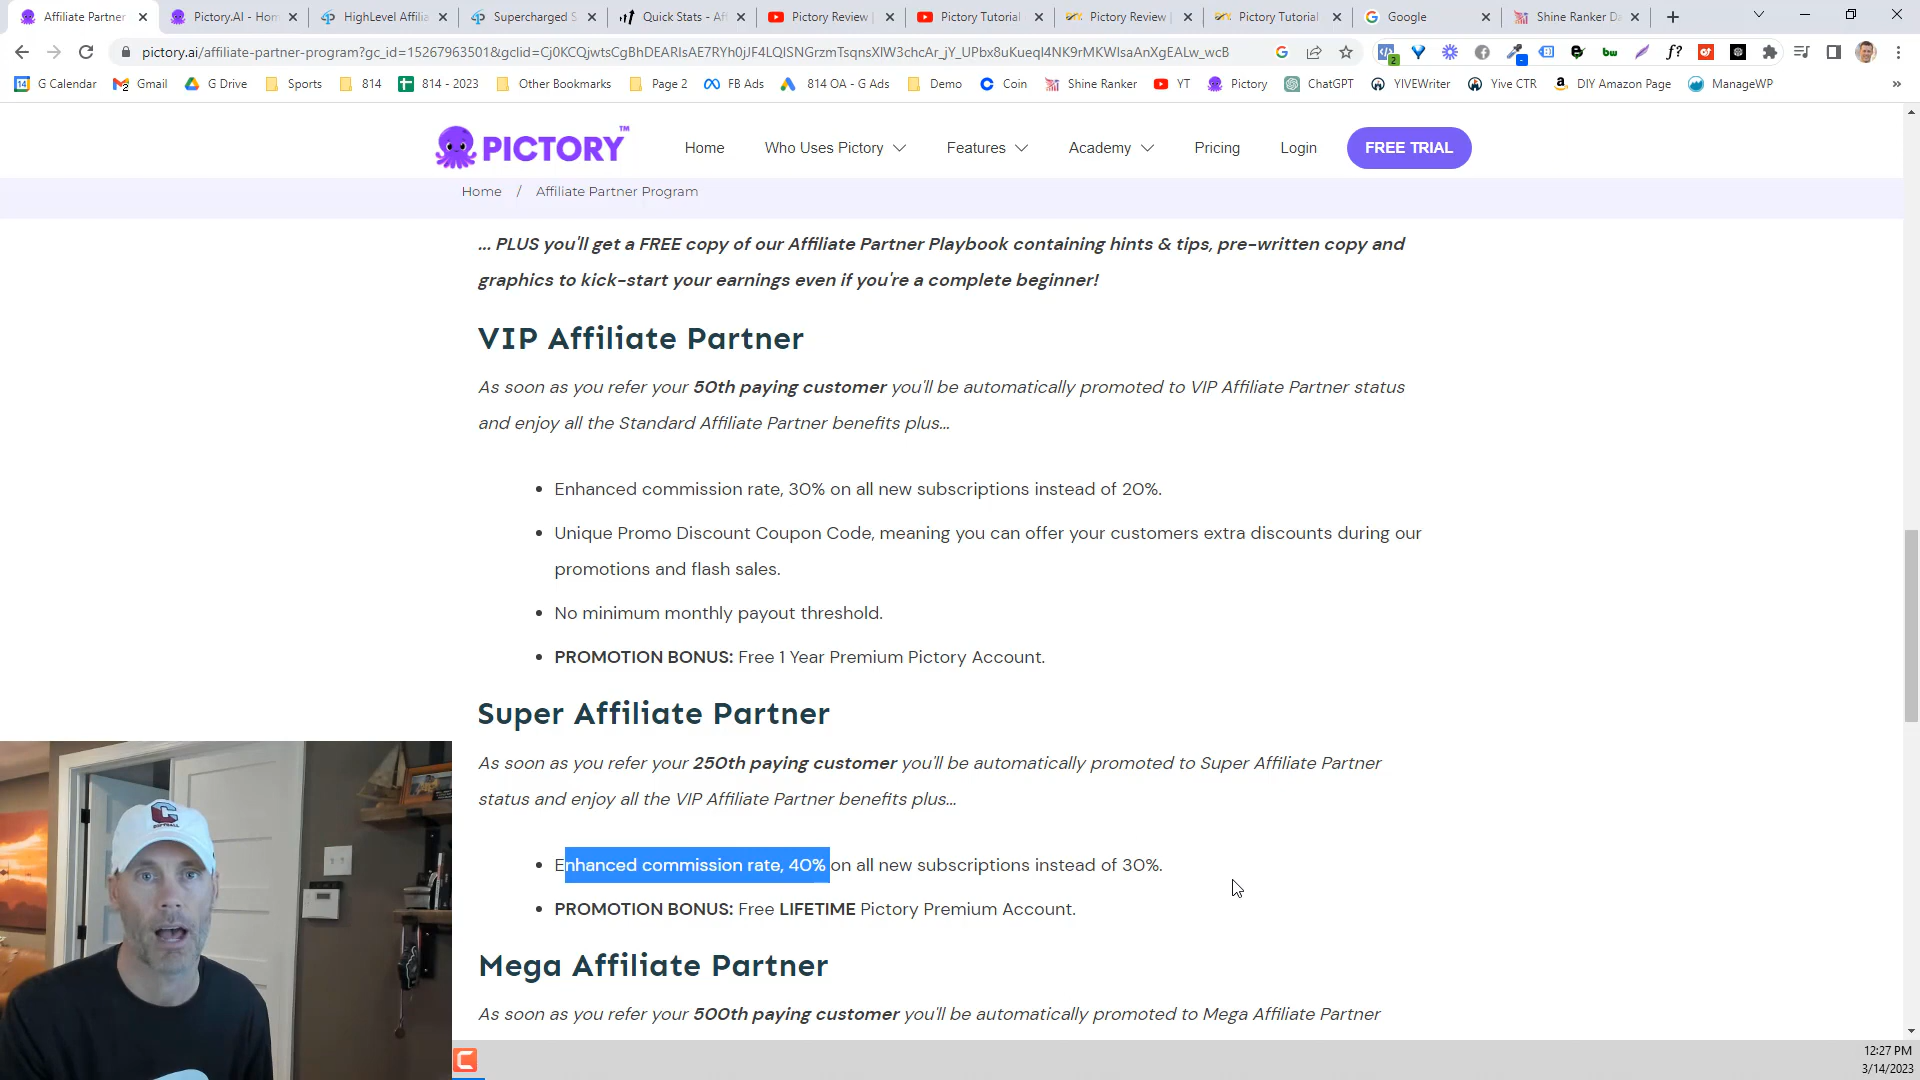 Affiliate Partner
Pictory.AI - Hom
HighLevel Affilia
Supercharged S
Quick Stats - Aff
Pictory Review |
Pictory Tutorial
Pictory Review |
Pictory Tutorial
Google
Shine Ranker Da
pictory.ai/affiliate-partner-program?gc_id=15267963501&gclid=Cj0KCQjwtsCgBhDEARIsAE7RYh0jJF4LQISNGrzmTsqnsXlW3chcAr_jY_UPbx8uKueqI4NK9rMKWIsaAnXgEALw_wcB
G Calendar
Gmail
G Drive
Sports
814
814 - 2023
Other Bookmarks
Page 2
FB Ads
814 OA - G Ads
Demo
Coin
Shine Ranker
YT
Pictory
ChatGPT
YIVEWriter
Yive CTR
DIY Amazon Page
ManageWP
»
PICTORY™
Home
Who Uses Pictory
Features
Academy
Pricing
Login
FREE TRIAL
Home / Affiliate Partner Program
... PLUS you'll get a FREE copy of our Affiliate Partner Playbook containing hints & tips, pre-written copy and
graphics to kick-start your earnings even if you're a complete beginner!
VIP Affiliate Partner
As soon as you refer your 50th paying customer you'll be automatically promoted to VIP Affiliate Partner status
and enjoy all the Standard Affiliate Partner benefits plus...
• Enhanced commission rate, 30% on all new subscriptions instead of 20%.
• Unique Promo Discount Coupon Code, meaning you can offer your customers extra discounts during our
promotions and flash sales.
• No minimum monthly payout threshold.
• PROMOTION BONUS: Free 1 Year Premium Pictory Account.
Super Affiliate Partner
As soon as you refer your 250th paying customer you'll be automatically promoted to Super Affiliate Partner
status and enjoy all the VIP Affiliate Partner benefits plus...
• Enhanced commission rate, 40% on all new subscriptions instead of 30%.
• PROMOTION BONUS: Free LIFETIME Pictory Premium Account.
Mega Affiliate Partner
As soon as you refer your 500th paying customer you'll be automatically promoted to Mega Affiliate Partner
C
12:27 PM
3/14/2023